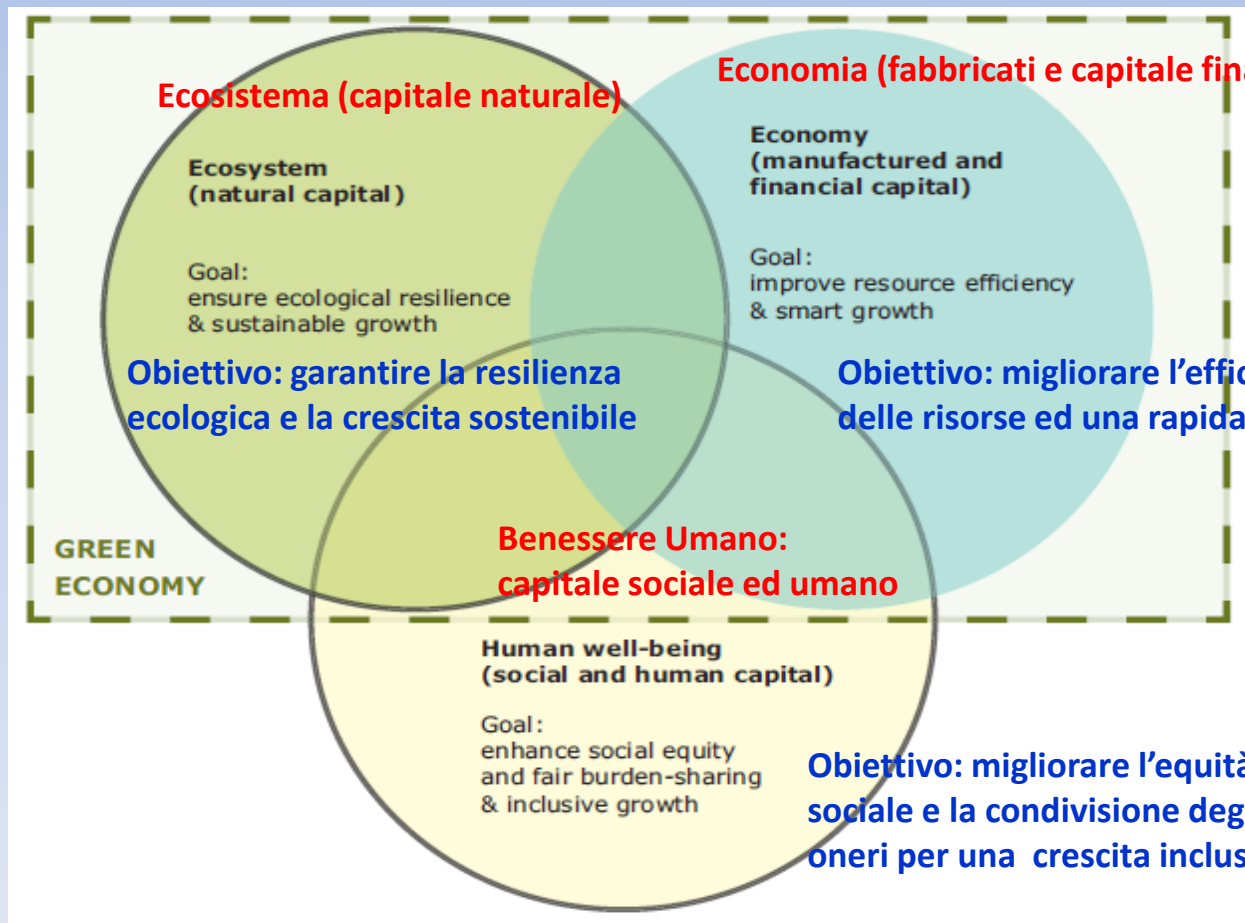 Ecosistema (capitale naturale)
Economia (fabbricati e capitale
Ecosystem
(natural capital)
Economy
(manufactured and
financial capital)
Goal:
ensure ecological resilience
& sustainable growth
Goal:
improve resource efficiency
& smart growth
Obiettivo: garantire la resilienza
ecologica e la crescita sostenibile
Obiettivo: migliorare
delle risorse ed una rapida
GREEN
ECONOMY
Benessere Umano:
capitale sociale ed umano
Human well-being
(social and human capital)
Goal:
enhance social equity
and fair burden-sharing
& inclusive growth
Obiettivo: migliorare l’equità
sociale e la condivisione
oneri per una crescita